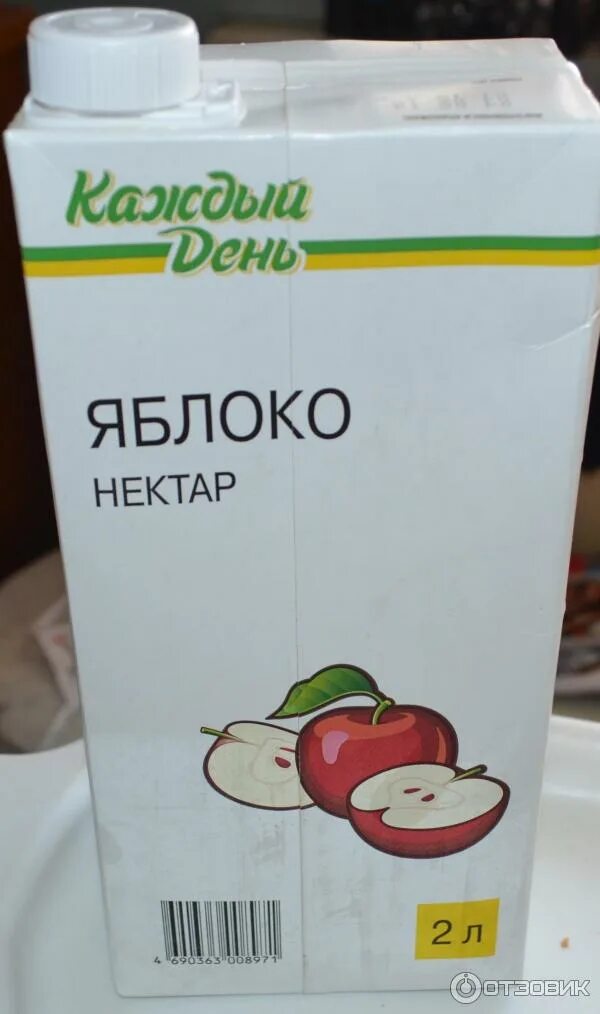 Каждый
День
ЯБЛОКО
НЕКТАР
2 л
4 690363 008971
ОТЗОВИК